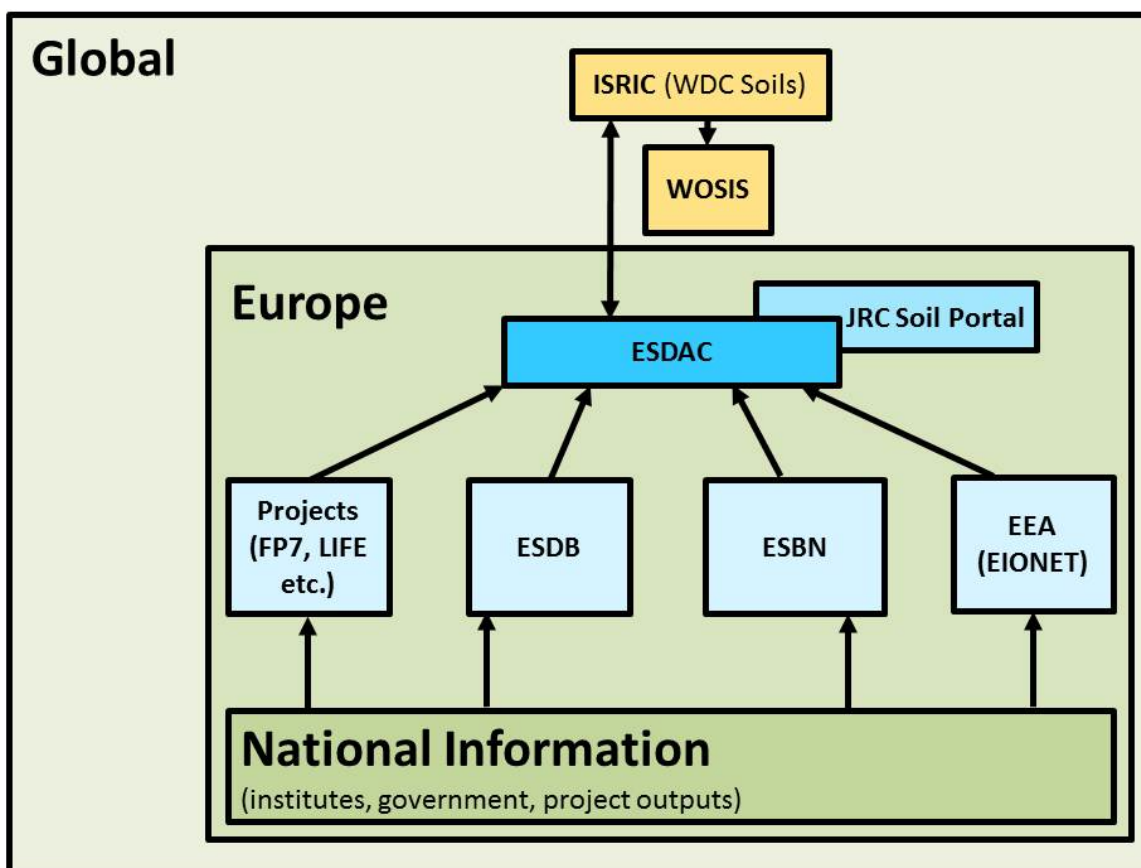 Global
ISRIC (WDC Soils)
WOSIS
Europe
JRC Soil Portal
ESDAC
Projects
(FP7, LIFE
etc.)
ESDB
ESBN
EEA
(EIONET)
National Information
(institutes, government, project outputs)